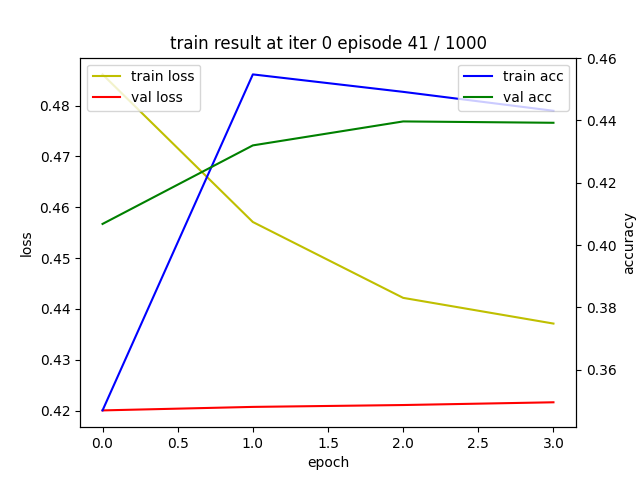 train result at iter 0 episode 41 / 1000
train loss
val loss
train acc
val acc
loss
0.48
0.47
0.46
0.45
0.44
0.43
0.42
0.46
0.44
0.42
0.40
0.38
0.36
accuracy
0.0
0.5
1.0
1.5
2.0
2.5
3.0
epoch